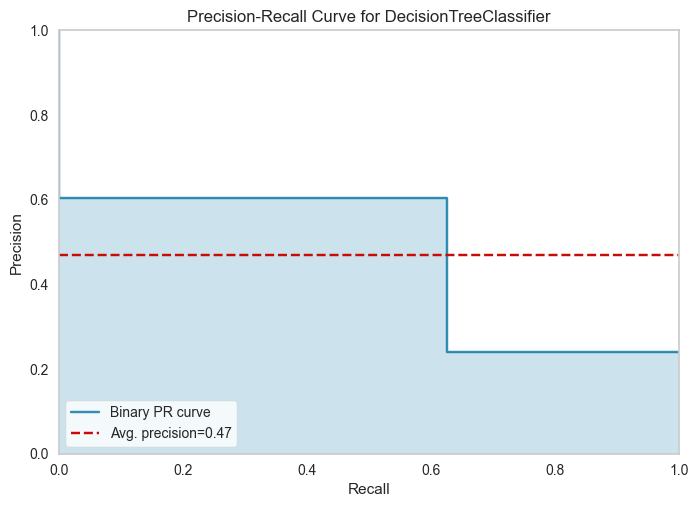 Precision-Recall Curve for DecisionTreeClassifier
1.0
0.8
0.6
0.4
0.2
0.0
Precision
Binary PR curve
Avg. precision=0.47
0.0 0.2 0.4 0.6 0.8 1.0
Recall